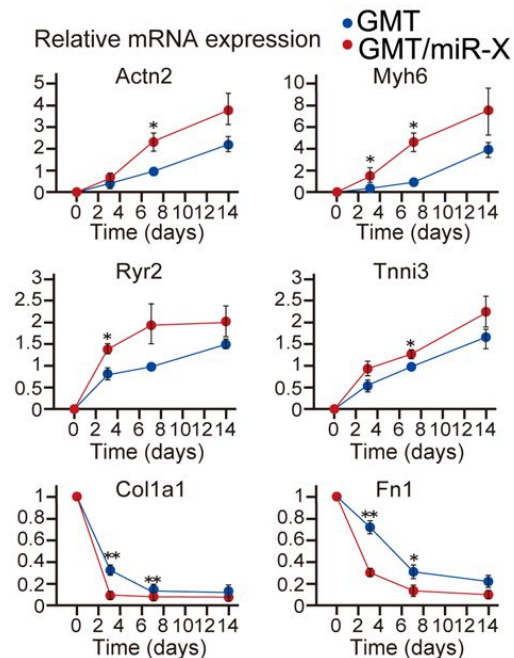 GMT
Relative mRNA expression GMT/miR-X
Actn2
5
4
3
2
1
0
*
0 2 4 6 8 10 12 14
Time (days)
Myh6
10
8
6
4
2
0
* *
0 2 4 6 8 10 12 14
Time (days)
Ryr2
3
2.5
2
1.5
1
0.5
0
*
0 2 4 6 8 10 12 14
Time (days)
Tnni3
3
2.5
2
1.5
1
0.5
0
*
0 2 4 6 8 10 12 14
Time (days)
Col1a1
1
0.8
0.6
0.4
0.2
0
** **
0 2 4 6 8 10 12 14
Time (days)
Fn1
1
0.8
0.6
0.4
0.2
0
** *
0 2 4 6 8 10 12 14
Time (days)